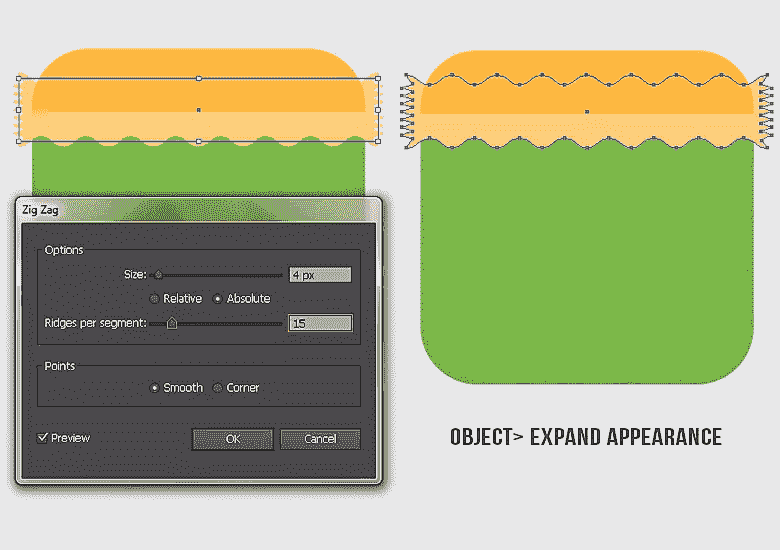 Zig Zag
Options
Size: 4 px
Relative Absolute
Ridges per segment: 15
Points
Smooth Corner
Preview OK Cancel
OBJECT> EXPAND APPEARANCE